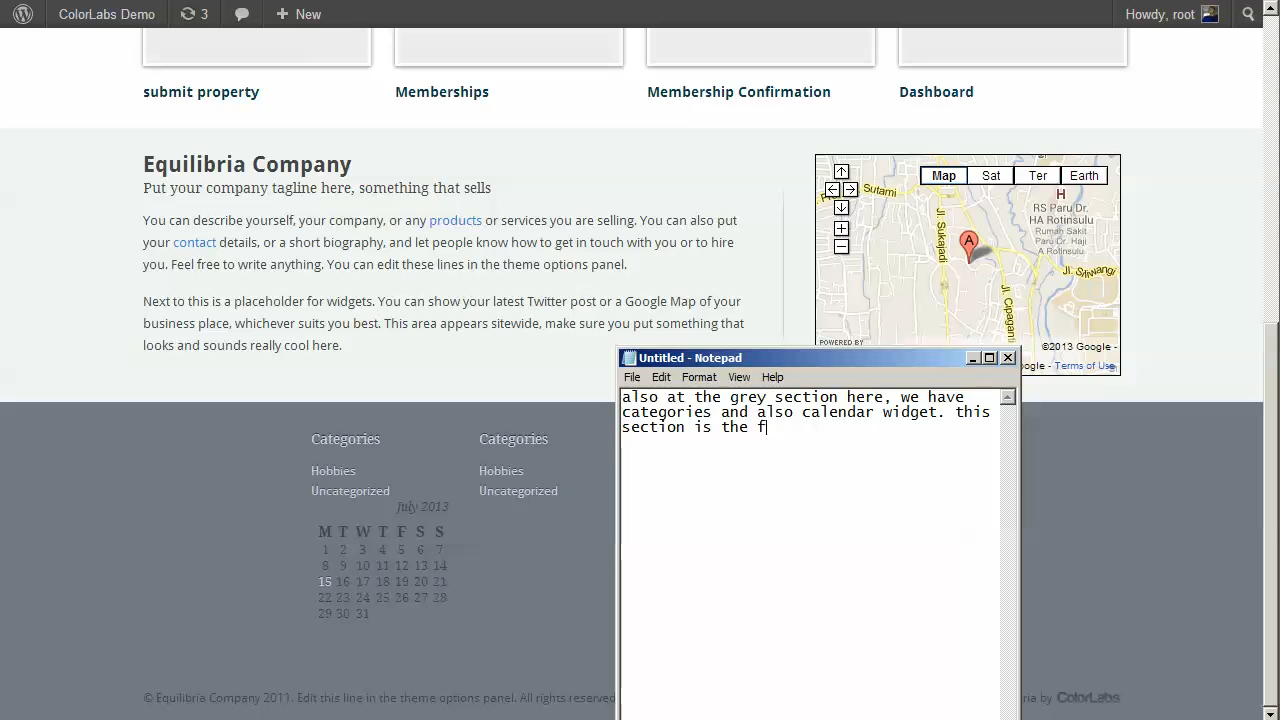 ColorLabs Demo 3 New Howdy, root
submit property Memberships Membership Confirmation Dashboard
Equilibria Company
Put your company tagline here, something that sells
You can describe yourself, your company, or any products or services you are selling. You can also put
your contact details, or a short biography, and let people know how to get in touch with you or to hire
you. Feel free to write anything. You can edit these lines in the theme options panel.
Next to this is a placeholder for widgets. You can show your latest Twitter post or a Google Map of your
business place, whichever suits you best. This area appears sitewide, make sure you put something that
looks and sounds really cool here.
Map Sat Ter Earth
Sutami
H
RS Paru Dr.
HA Rotinsulu
Rumah Sakit
Paru Dr. Haji
A Rotinsulu
Jl. Sukajadi
A
Jl. Sriwangi
Jl. Cipaganti
POWERED BY
©2013 Google -
Terms of Use
Untitled - Notepad
File Edit Format View Help
also at the grey section here, we have
categories and also calendar widget. this
section is the f
Categories Categories
Hobbies Hobbies
Uncategorized Uncategorized
July 2013
M T W T F S S
1 2 3 4 5 6 7
8 9 10 11 12 13 14
15 16 17 18 19 20 21
22 23 24 25 26 27 28
29 30 31
© Equilibria Company 2011. Edit this line in the theme options panel. All rights reserved
by ColorLabs